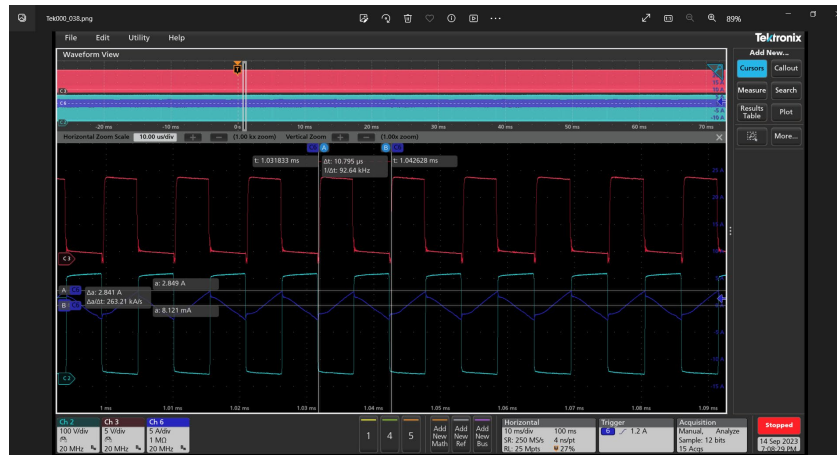 Tek000_038.png
89%
File Edit Utility Help
Tektronix
Waveform View
Add New...
Cursors Callout
Measure Search
Results Table Plot
More...
C3
C6
-20 ms -10 ms 0 s 10 ms 20 ms 30 ms 40 ms 50 ms 60 ms 70 ms
Horizontal Zoom Scale 10.00 us/div (1.00 kx zoom) Vertical Zoom (1.00x zoom)
C6 A B C6
t: 1.031833 ms Δt: 10.795 µs t: 1.042628 ms
1/Δt: 92.64 kHz
C3
a: 2.849 A
A C6 Δa: 2.841 A
B C6 Δa/Δt: 263.21 kA/s
a: 8.121 mA
C2
1 ms 1.01 ms 1.02 ms 1.03 ms 1.04 ms 1.05 ms 1.06 ms 1.07 ms 1.08 ms 1.09 ms
Ch 2 Ch 3 Ch 6
100 V/div 5 V/div 5 A/div
1 MΩ
20 MHz 20 MHz 20 MHz
1 4 5
Add New Math
Add New Ref
Add New Bus
Horizontal
10 ms/div 100 ms
SR: 250 MS/s 4 ns/pt
RL: 25 Mpts 27%
Trigger
6 1.2 A
Acquisition
Manual, Analyze
Sample: 12 bits
15 Acqs
Stopped
14 Sep 2023
7:08:29 PM